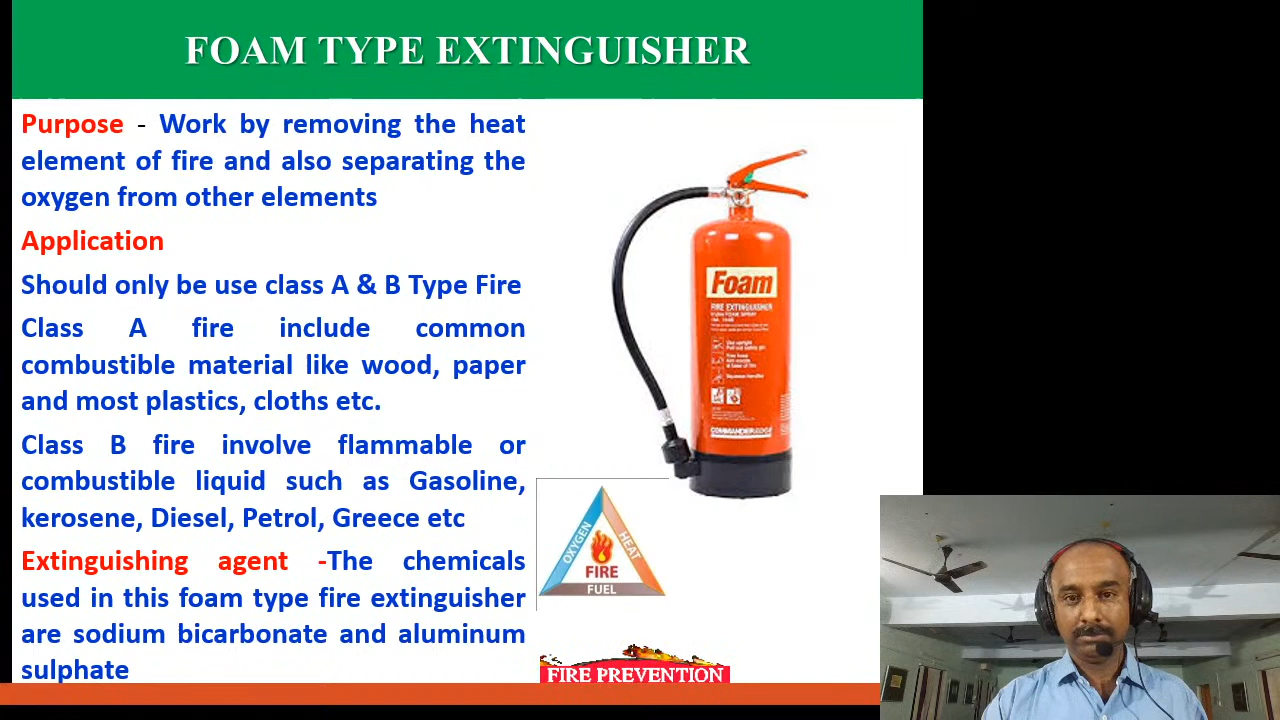 FOAM TYPE EXTINGUISHER
Purpose - Work by removing the heat
element of fire and also separating the
oxygen from other elements
Application
Should only be use class A & B Type Fire
Class A fire include common
combustible material like wood, paper
and most plastics, cloths etc.
Class B fire involve flammable or
combustible liquid such as Gasoline,
kerosene, Diesel, Petrol, Greece etc
Extinguishing agent -The chemicals
used in this foam type fire extinguisher
are sodium bicarbonate and aluminum
sulphate
Foam
FIRE EXTINGUISHER
OXYGEN
HEAT
FIRE
FUEL
FIRE PREVENTION